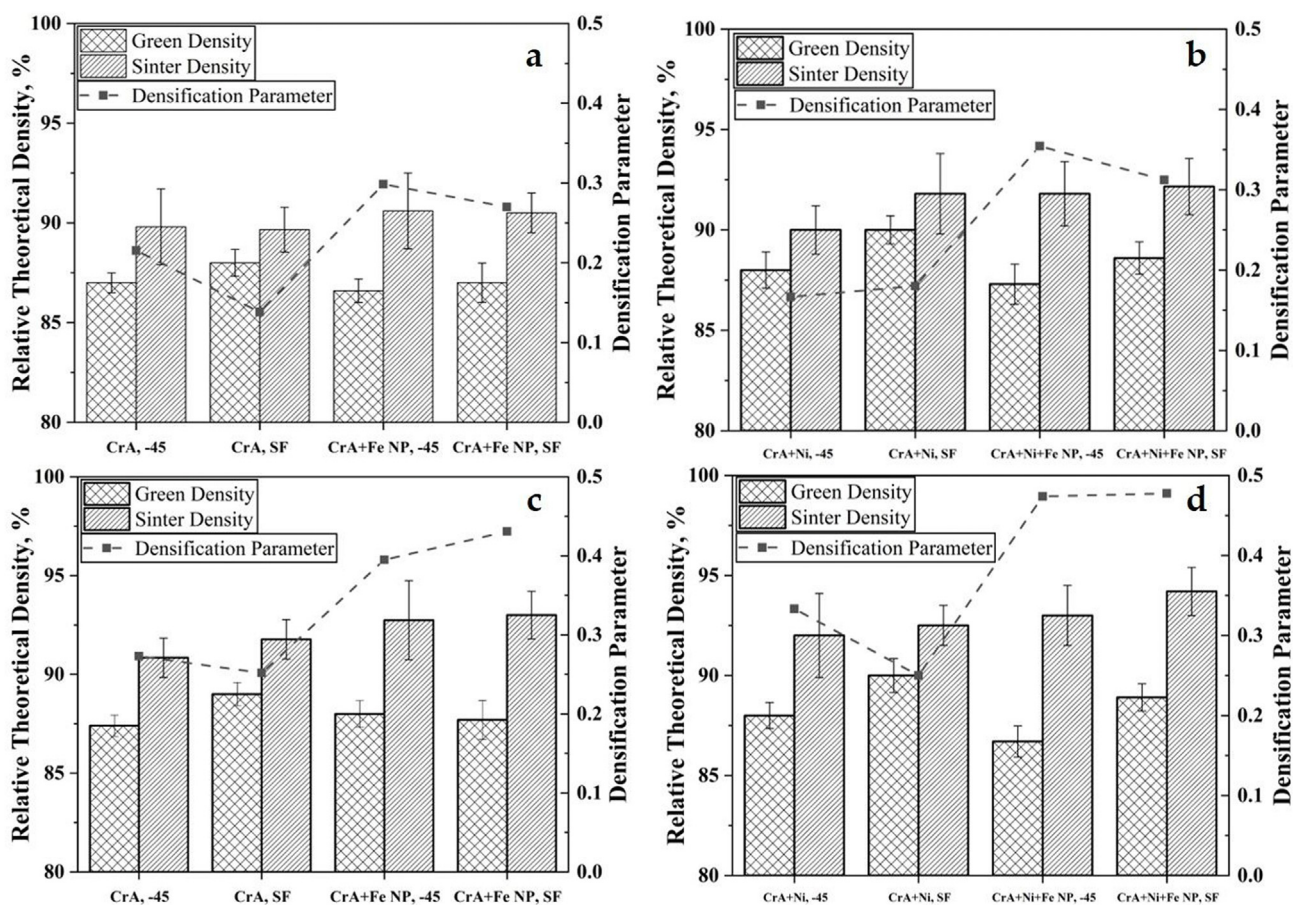 a
Relative Theoretical Density, %
100
95
90
85
80
Green Density
Sinter Density
Densification Parameter
0.5
0.4
0.3
0.2
0.1
0.0
Densification Parameter
CrA, -45
CrA, SF
CrA+Fe NP, -45
CrA+Fe NP, SF
b
Relative Theoretical Density, %
100
95
90
85
80
Green Density
Sinter Density
Densification Parameter
0.5
0.4
0.3
0.2
0.1
0.0
Densification Parameter
CrA+Ni, -45
CrA+Ni, SF
CrA+Ni+Fe NP, -45
CrA+Ni+Fe NP, SF
c
Relative Theoretical Density, %
100
95
90
85
80
Green Density
Sinter Density
Densification Parameter
0.5
0.4
0.3
0.2
0.1
0.0
Densification Parameter
CrA, -45
CrA, SF
CrA+Fe NP, -45
CrA+Fe NP, SF
d
Relative Theoretical Density, %
100
95
90
85
80
Green Density
Sinter Density
Densification Parameter
0.5
0.4
0.3
0.2
0.1
0.0
Densification Parameter
CrA+Ni, -45
CrA+Ni, SF
CrA+Ni+Fe NP, -45
CrA+Ni+Fe NP, SF